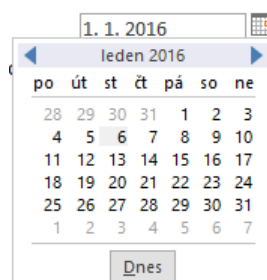 1. 1. 2016
leden 2016
po út st čt pá so ne
28 29 30 31 1 2 3
4 5 6 7 8 9 10
11 12 13 14 15 16 17
18 19 20 21 22 23 24
25 26 27 28 29 30 31
1 2 3 4 5 6 7
Dnes